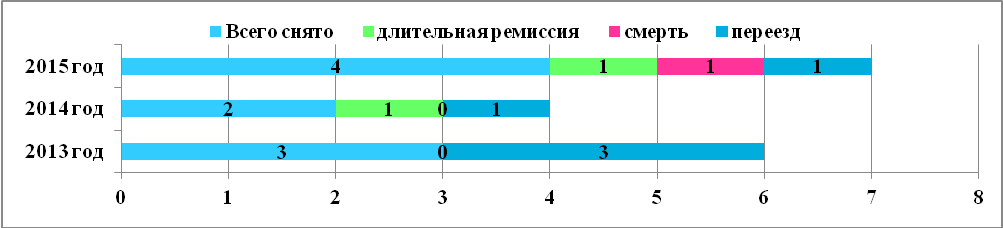 Всего снято длительная ремиссия смерть переезд
2015 год 4 1 1 1
2014 год 2 1 0 1
2013 год 3 0 3
0 1 2 3 4 5 6 7 8